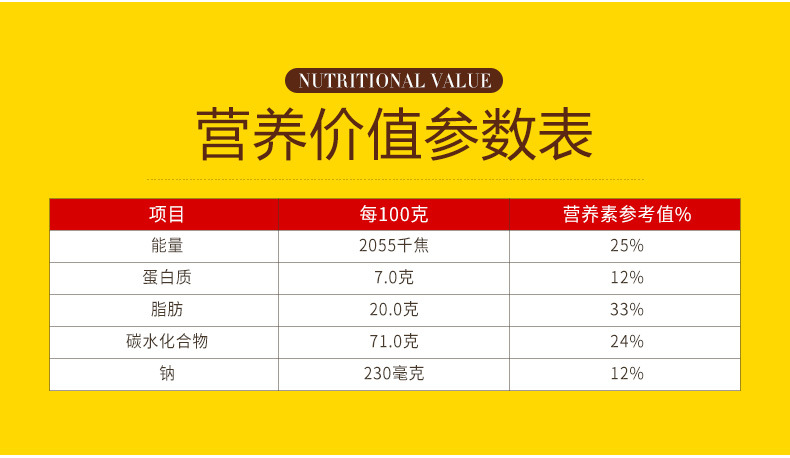 NUTRITIONAL VALUE
营养价值参数表
项目 每100克 营养素参考值%
能量 2055千焦 25%
蛋白质 7.0克 12%
脂肪 20.0克 33%
碳水化合物 71.0克 24%
钠 230毫克 12%